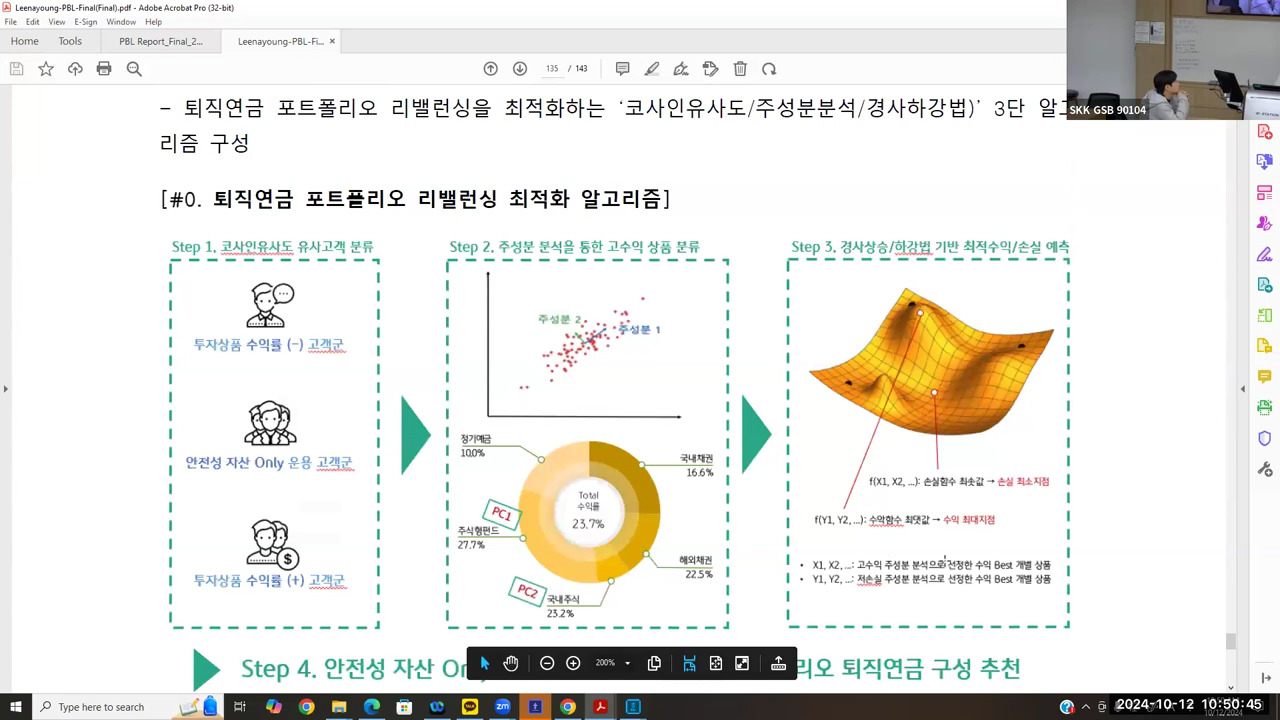 Leenayoung-PBL-Final(Final).pdf - Adobe Acrobat Pro (32-bit)
File Edit View E-Sign Window Help
Home Tools PBL Report_Final_2... Leenayoung-PBL-Fi... ×
135 / 143
SKK GSB 90104
- 퇴직연금 포트폴리오 리밸런싱을 최적화하는 ‘코사인유사도/주성분분석/경사하강법)’ 3단 알고
리즘 구성
[#0. 퇴직연금 포트폴리오 리밸런싱 최적화 알고리즘]
Step 1. 코사인유사도 유사고객 분류
투자상품 수익률 (-) 고객군
안전성 자산 Only 운용 고객군
투자상품 수익률 (+) 고객군
Step 2. 주성분 분석을 통한 고수익 상품 분류
주성분 2
주성분 1
정기예금
10.0%
국내채권
16.6%
Total
수익률
23.7%
PC1
주식형펀드
27.7%
해외채권
22.5%
PC2
국내주식
23.2%
Step 3. 경사상승/하강법 기반 최적수익/손실 예측
f(X1, X2, ...): 손실함수 최솟값 → 손실 최소지점
f(Y1, Y2, ...): 수익함수 최댓값 → 수익 최대지점
• X1, X2, ...: 고수익 주성분 분석으로 선정한 수익 Best 개별 상품
• Y1, Y2, ...: 저손실 주성분 분석으로 선정한 수익 Best 개별 상품
Step 4. 안전성 자산 On 리오 퇴직연금 구성 추천
200%
Type here to search
2024-10-12 10:50:45